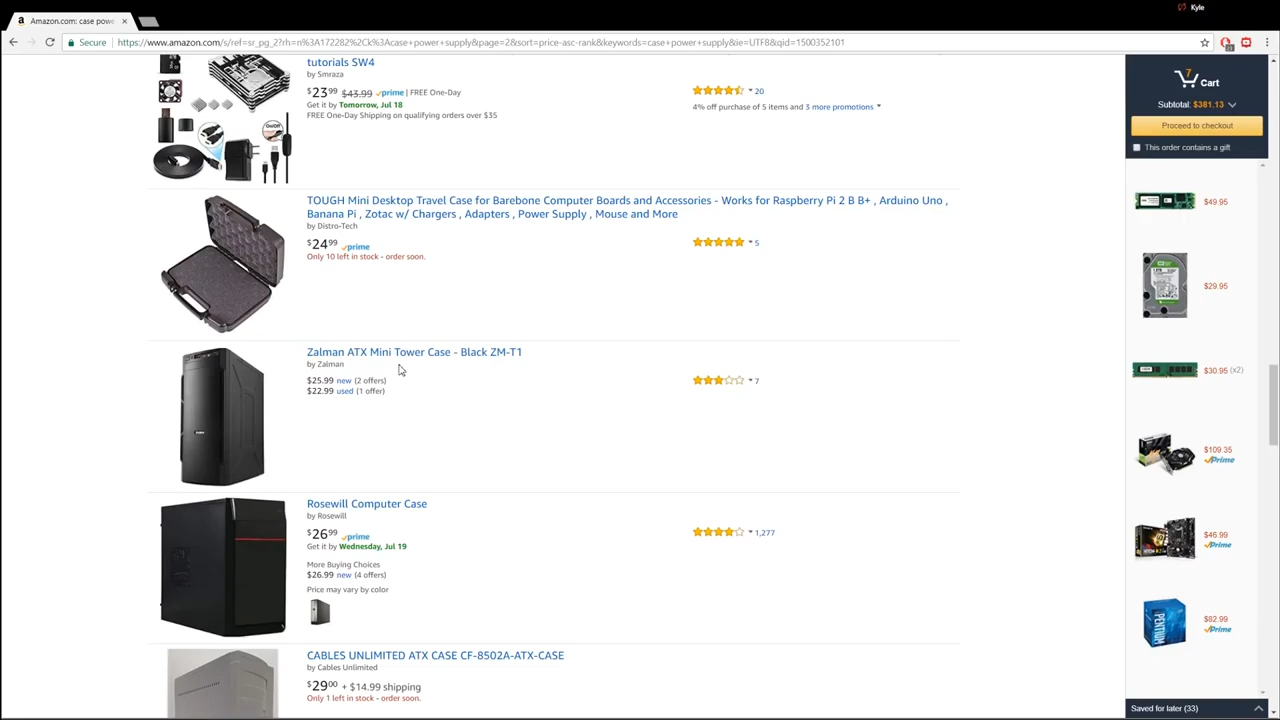 Kyle
Amazon.com: case powe
Secure
https://www.amazon.com/s/ref=sr_pg_2?rh=n%3A172282%2Ck%3Acase+power+supply&page=2&sort=price-asc-rank&keywords=case+power+supply&ie=UTF8&qid=1500352101
tutorials SW4
by Smraza
$23.99 $43.99 prime | FREE One-Day
Get it by Tomorrow, Jul 18
FREE One-Day Shipping on qualifying orders over $35
20
4% off purchase of 5 items and 3 more promotions
TOUGH Mini Desktop Travel Case for Barebone Computer Boards and Accessories - Works for Raspberry Pi 2 B B+ , Arduino Uno ,
Banana Pi , Zotac w/ Chargers , Adapters , Power Supply , Mouse and More
by Distro-Tech
$24.99 prime
Only 10 left in stock - order soon.
5
Zalman ATX Mini Tower Case - Black ZM-T1
by Zalman
$25.99 new (2 offers)
$22.99 used (1 offer)
7
Rosewill Computer Case
by Rosewill
$26.99 prime
Get it by Wednesday, Jul 19
More Buying Choices
$26.99 new (4 offers)
Price may vary by color
1,277
CABLES UNLIMITED ATX CASE CF-8502A-ATX-CASE
by Cables Unlimited
$29.00 + $14.99 shipping
Only 1 left in stock - order soon.
7
Cart
Subtotal: $381.13
Proceed to checkout
This order contains a gift
$49.95
$29.95
$30.95 (x2)
$109.35
Prime
$46.99
Prime
$82.99
Prime
Saved for later (33)